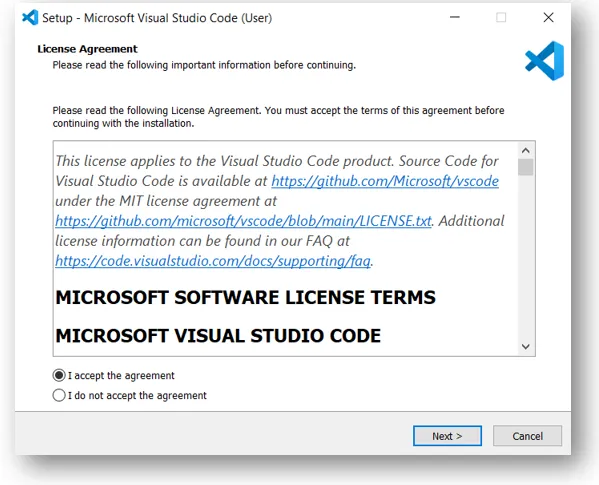 Setup - Microsoft Visual Studio Code (User)
License Agreement
Please read the following important information before continuing.
Please read the following License Agreement. You must accept the terms of this agreement before
continuing with the installation.
This license applies to the Visual Studio Code product. Source Code for
Visual Studio Code is available at https://github.com/Microsoft/vscode
under the MIT license agreement at
https://github.com/microsoft/vscode/blob/main/LICENSE.txt. Additional
license information can be found in our FAQ at
https://code.visualstudio.com/docs/supporting/faq.
MICROSOFT SOFTWARE LICENSE TERMS
MICROSOFT VISUAL STUDIO CODE
I accept the agreement
I do not accept the agreement
Next >
Cancel